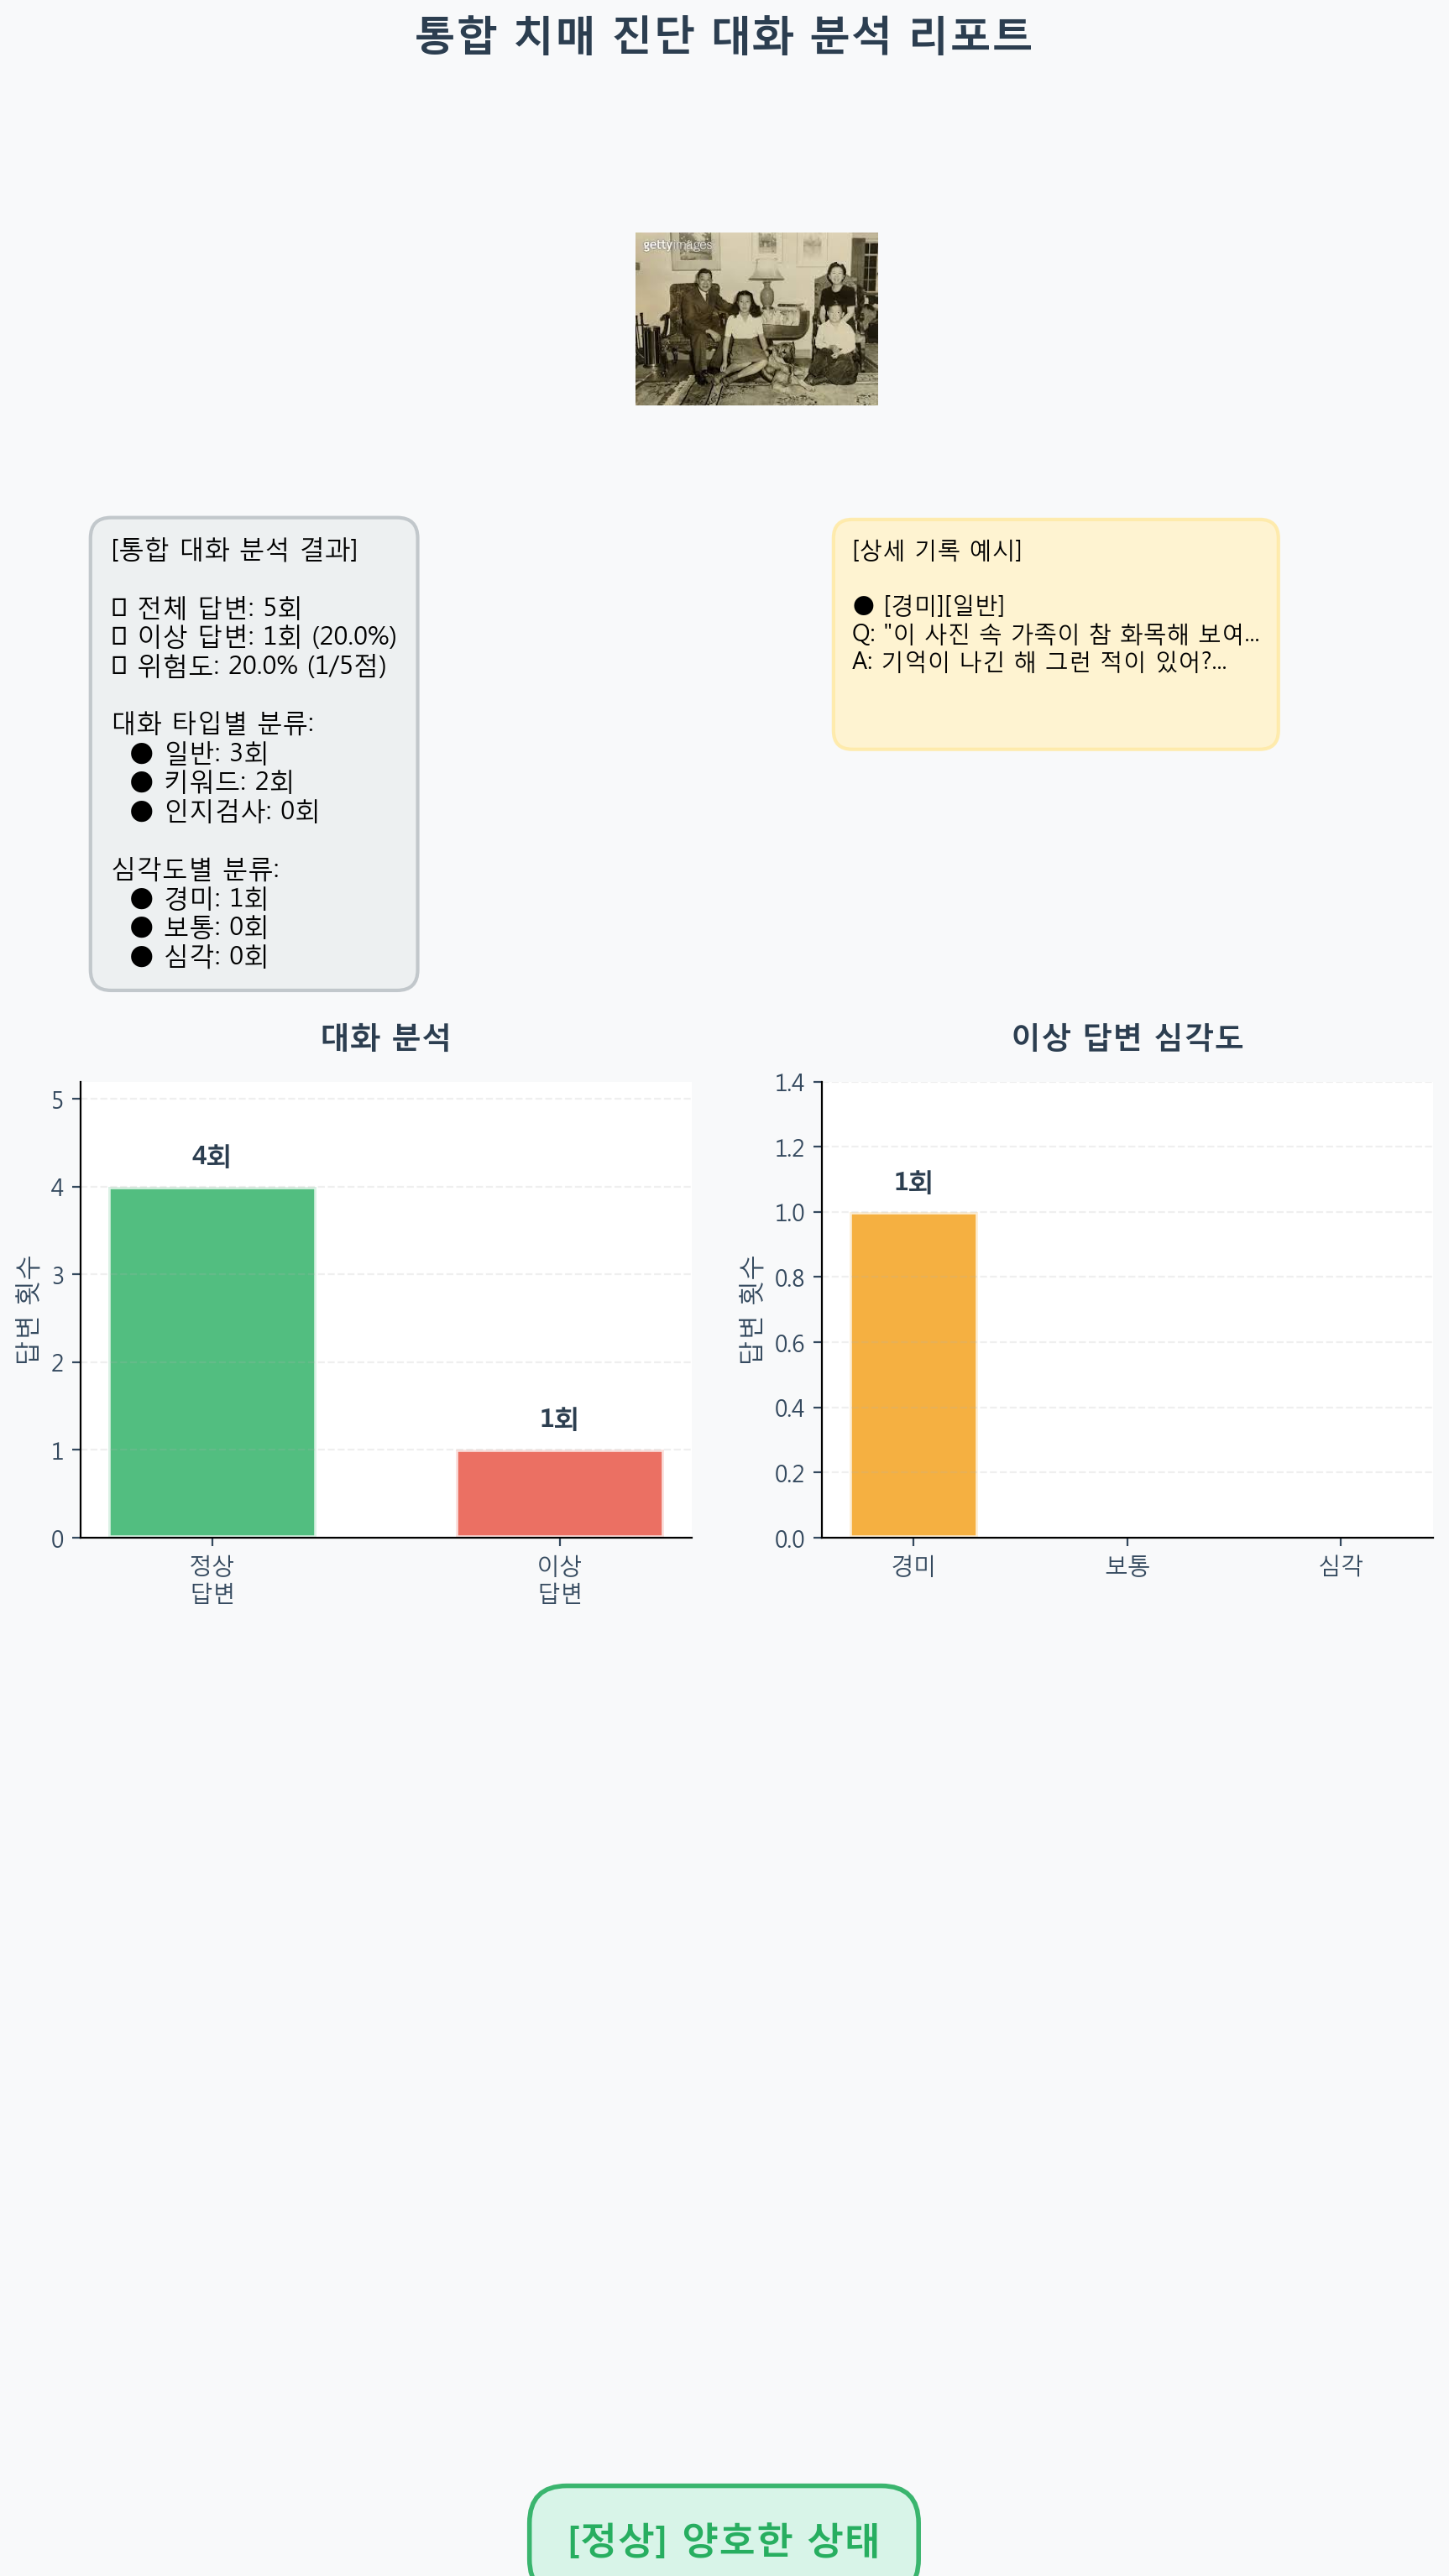 통합 치매 진단 대화 분석 리포트
gettyimages
[통합 대화 분석 결과]
전체 답변: 5회
이상 답변: 1회 (20.0%)
위험도: 20.0% (1/5점)
대화 타입별 분류:
● 일반: 3회
● 키워드: 2회
● 인지검사: 0회
심각도별 분류:
● 경미: 1회
● 보통: 0회
● 심각: 0회
[상세 기록 예시]
● [경미][일반]
Q: "이 사진 속 가족이 참 화목해 보여...
A: 기억이 나긴 해 그런 적이 있어?...
대화 분석
답변 횟수
5
4
3
2
1
0
4회
1회
정상
답변
이상
답변
이상 답변 심각도
답변 횟수
1.4
1.2
1.0
0.8
0.6
0.4
0.2
0.0
1회
경미
보통
심각
[정상] 양호한 상태